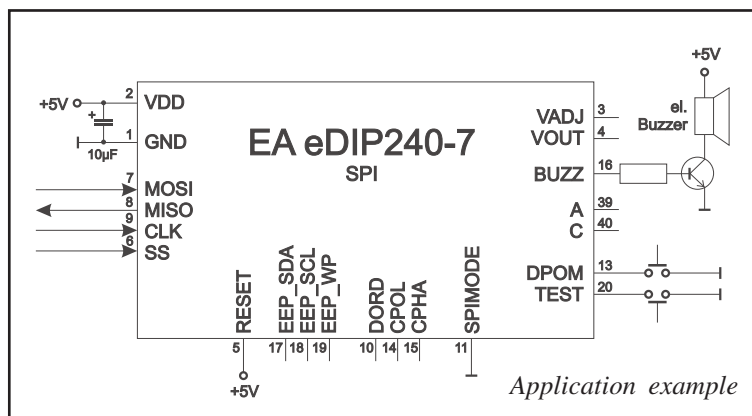 +5V
2
VDD
+
10µF
1
GND
EA eDIP240-7
SPI
7
MOSI
8
MISO
9
CLK
6
SS
VADJ
3
VOUT
4
BUZZ
16
+5V
el.
Buzzer
A
39
C
40
DPOM
13
TEST
20
RESET
EEP_SDA
EEP_SCL
EEP_WP
DORD
CPOL
CPHA
SPIMODE
5
17
18
19
10
14
15
11
+5V
Application example